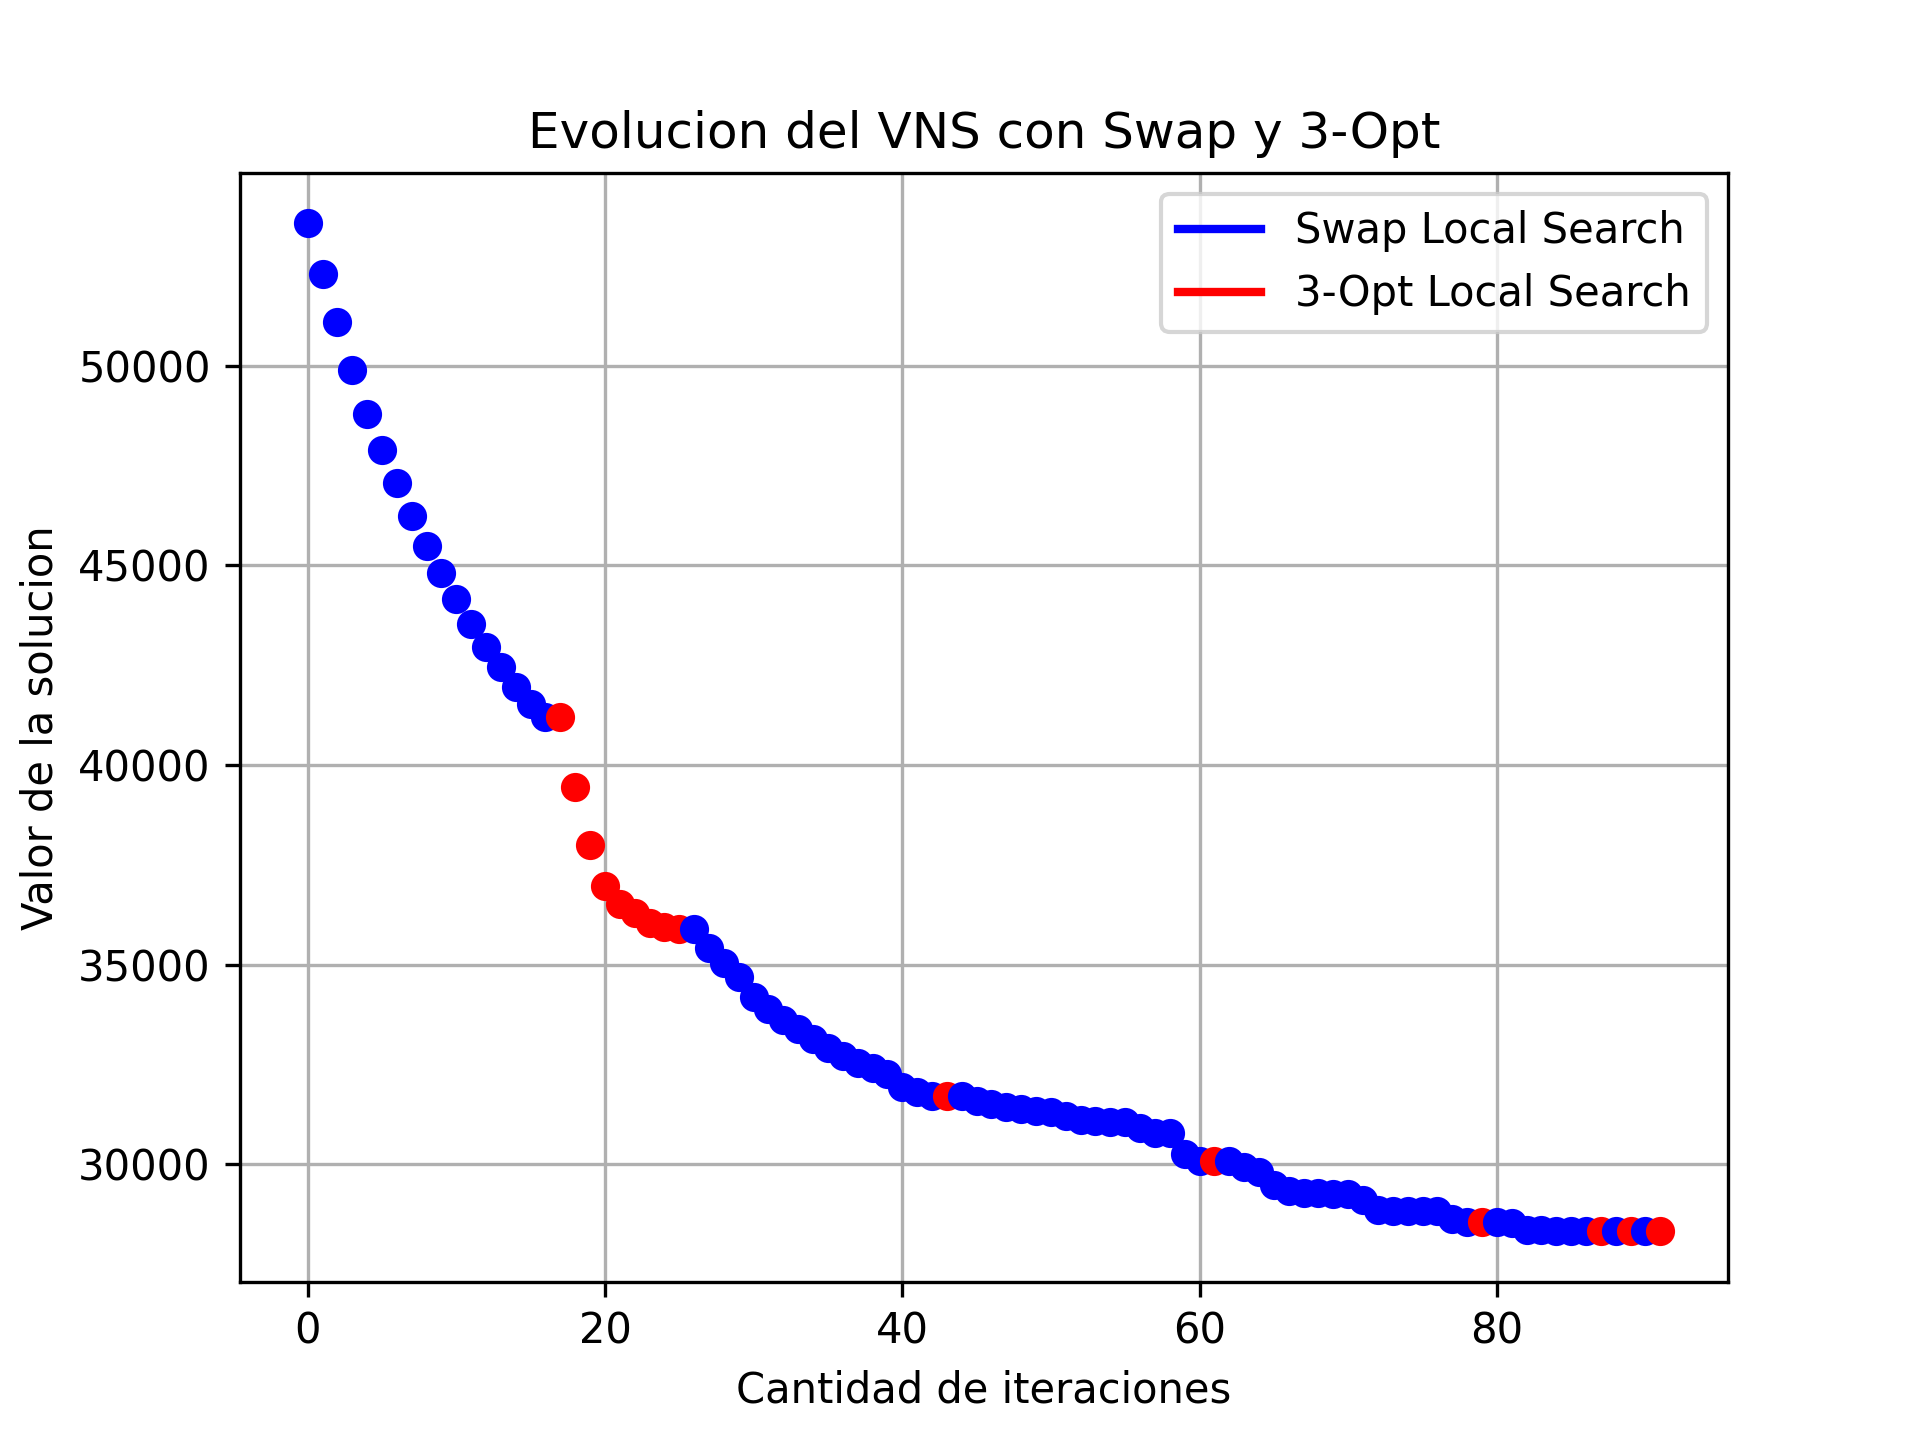 Evolucion del VNS con Swap y 3-Opt
Swap Local Search
3-Opt Local Search
Valor de la solucion
50000
45000
40000
35000
30000
0 20 40 60 80
Cantidad de iteraciones